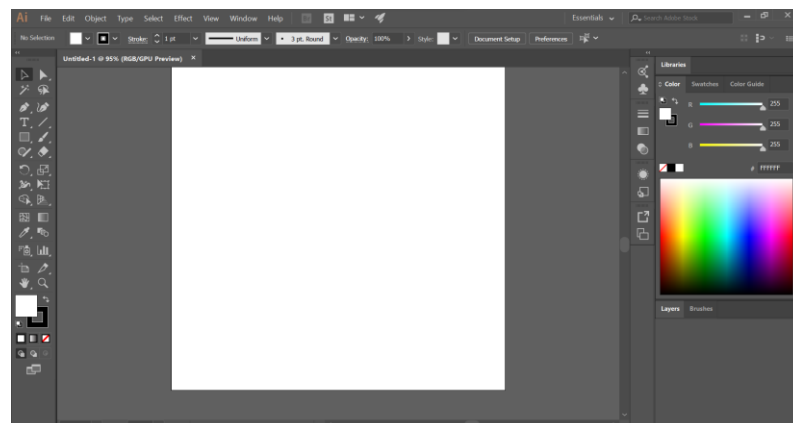 Ai File Edit Object Type Select Effect View Window Help Br St Essentials Search Adobe Stock
No Selection Stroke: 1 pt Uniform 3 pt. Round Opacity: 100% Style: Document Setup Preferences
Untitled-1 @ 95% (RGB/GPU Preview) ×
Libraries
Color Swatches Color Guide
R 255
G 255
B 255
# FFFFFF
Layers Brushes